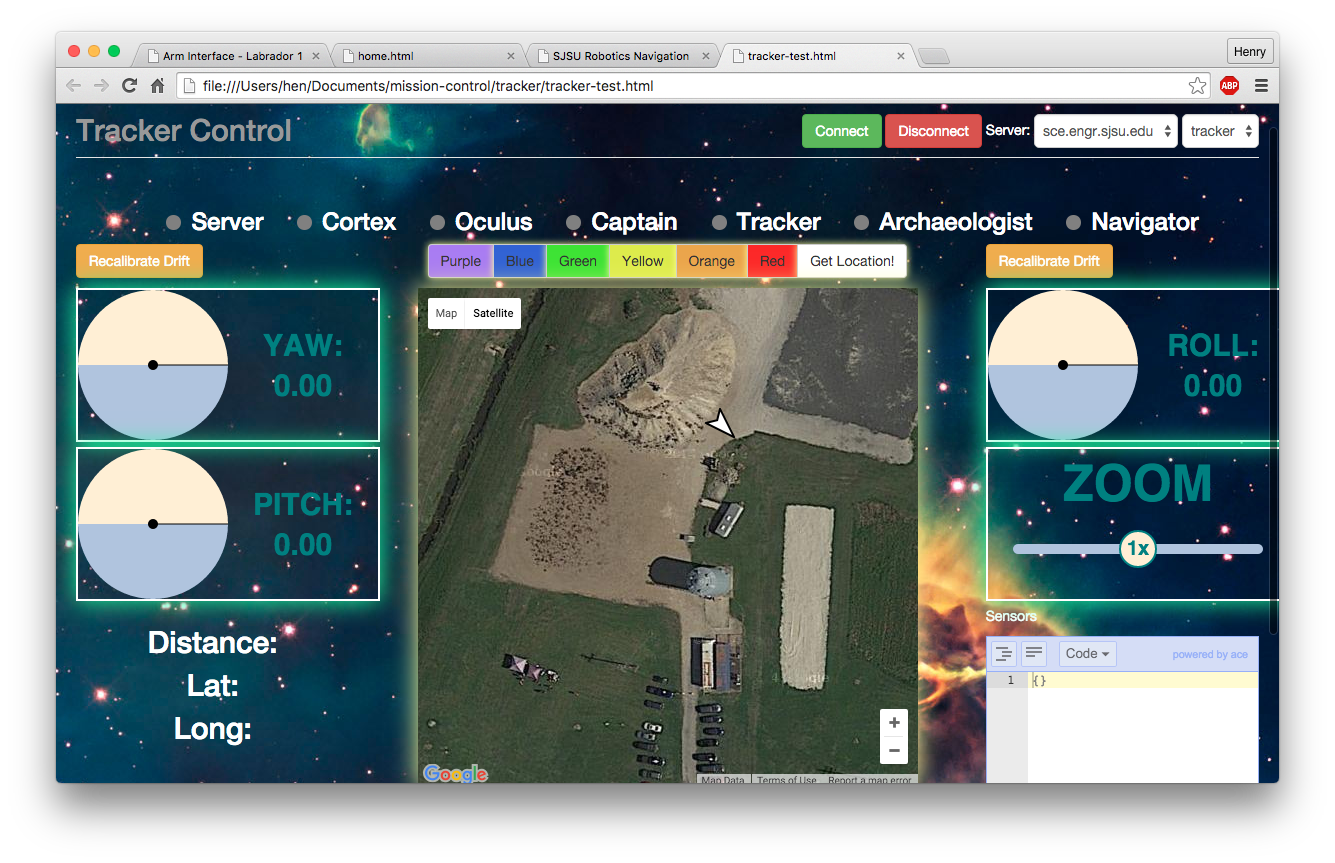 Arm Interface - Labrador 1
home.html
SJSU Robotics Navigation
tracker-test.html
Henry
file:///Users/hen/Documents/mission-control/tracker/tracker-test.html
ABP
Tracker Control
Connect
Disconnect
Server:
sce.engr.sjsu.edu
tracker
Server
Cortex
Oculus
Captain
Tracker
Archaeologist
Navigator
Recalibrate Drift
Purple
Blue
Green
Yellow
Orange
Red
Get Location!
Recalibrate Drift
YAW:
0.00
PITCH:
0.00
Distance:
Lat:
Long:
Map
Satellite
+
−
Google
Map Data
Terms of Use
Report a map error
ROLL:
0.00
ZOOM
1x
Sensors
Code
powered by ace
1
{}